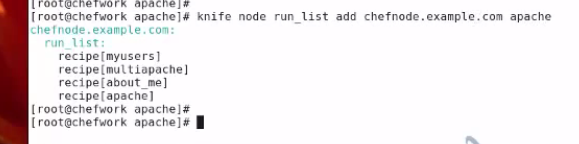 [root@chefwork apache]#
[root@chefwork apache]# knife node run_list add chefnode.example.com apache
chefnode.example.com:
  run_list:
    recipe[myusers]
    recipe[multiapache]
    recipe[about_me]
    recipe[apache]
[root@chefwork apache]#
[root@chefwork apache]#